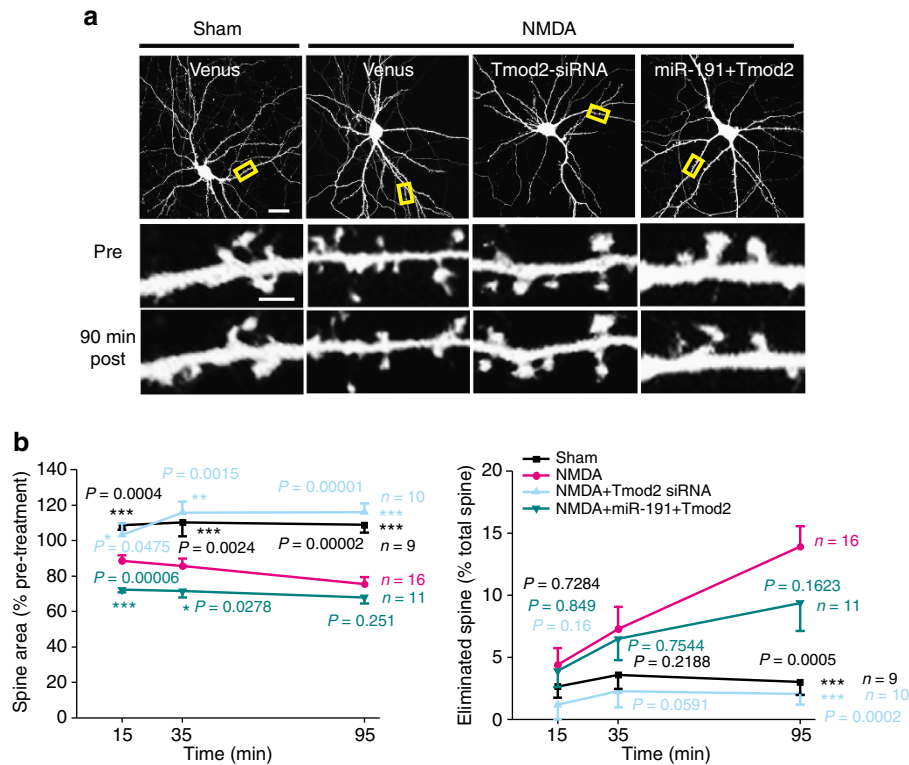 a
Sham NMDA
Venus Venus Tmod2-siRNA miR-191+Tmod2
Pre
90 min
post
b
Spine area (% pre-treatment)
140
120
100
80
60
40
20
0
P = 0.0004
***
P = 0.0015
**
P = 0.00001
n = 10
***
***
n = 9
*
P = 0.0475
***
P = 0.0024
P = 0.00002
P = 0.00006
***
*
P = 0.0278
n = 16
n = 11
P = 0.251
15 35 95
Time (min)
Sham
NMDA
NMDA+Tmod2 siRNA
NMDA+miR-191+Tmod2
Eliminated spine (% total spine)
20
15
10
5
0
n = 16
P = 0.7284
P = 0.849
P = 0.16
P = 0.1623
n = 11
P = 0.7544
P = 0.2188
P = 0.0005
*** n = 9
*** n = 10
P = 0.0591
P = 0.0002
15 35 95
Time (min)